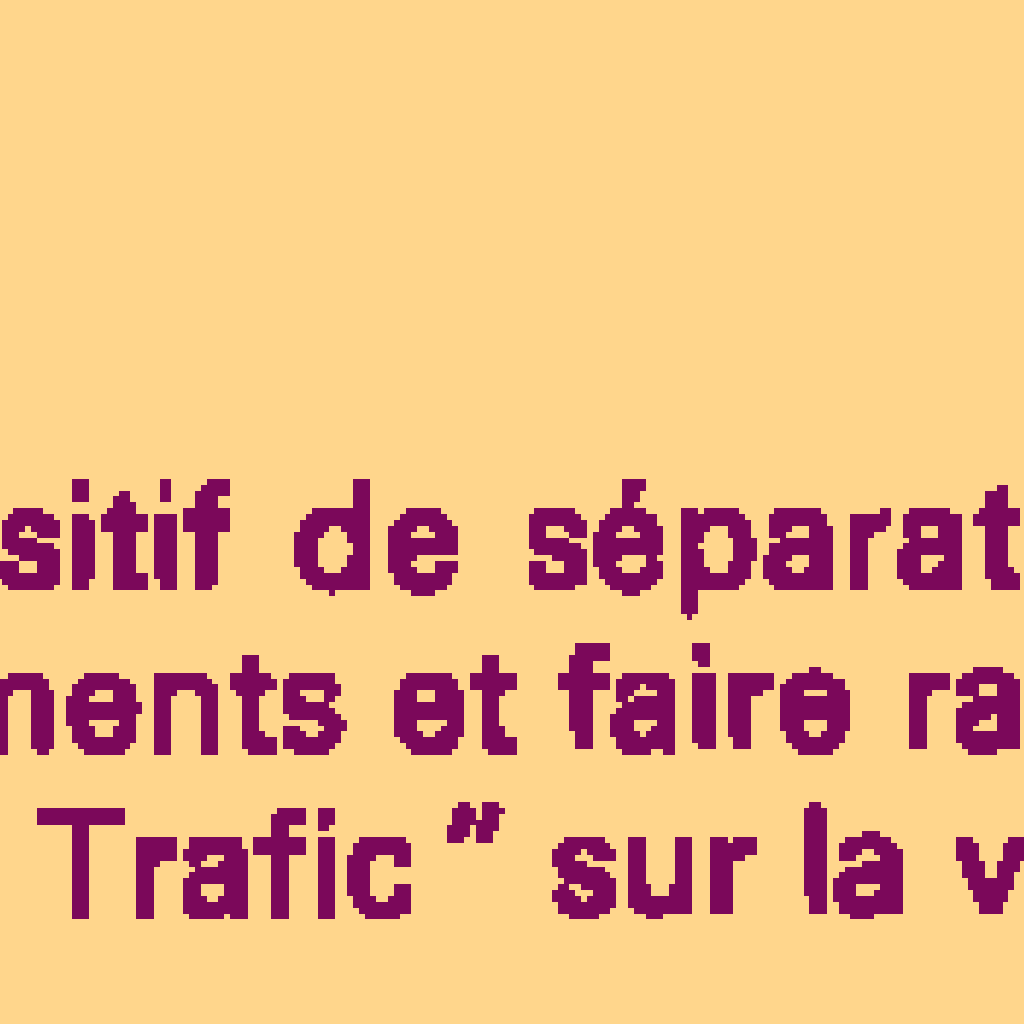 sitif de séparat
nents et faire ra
Trafic” sur la v